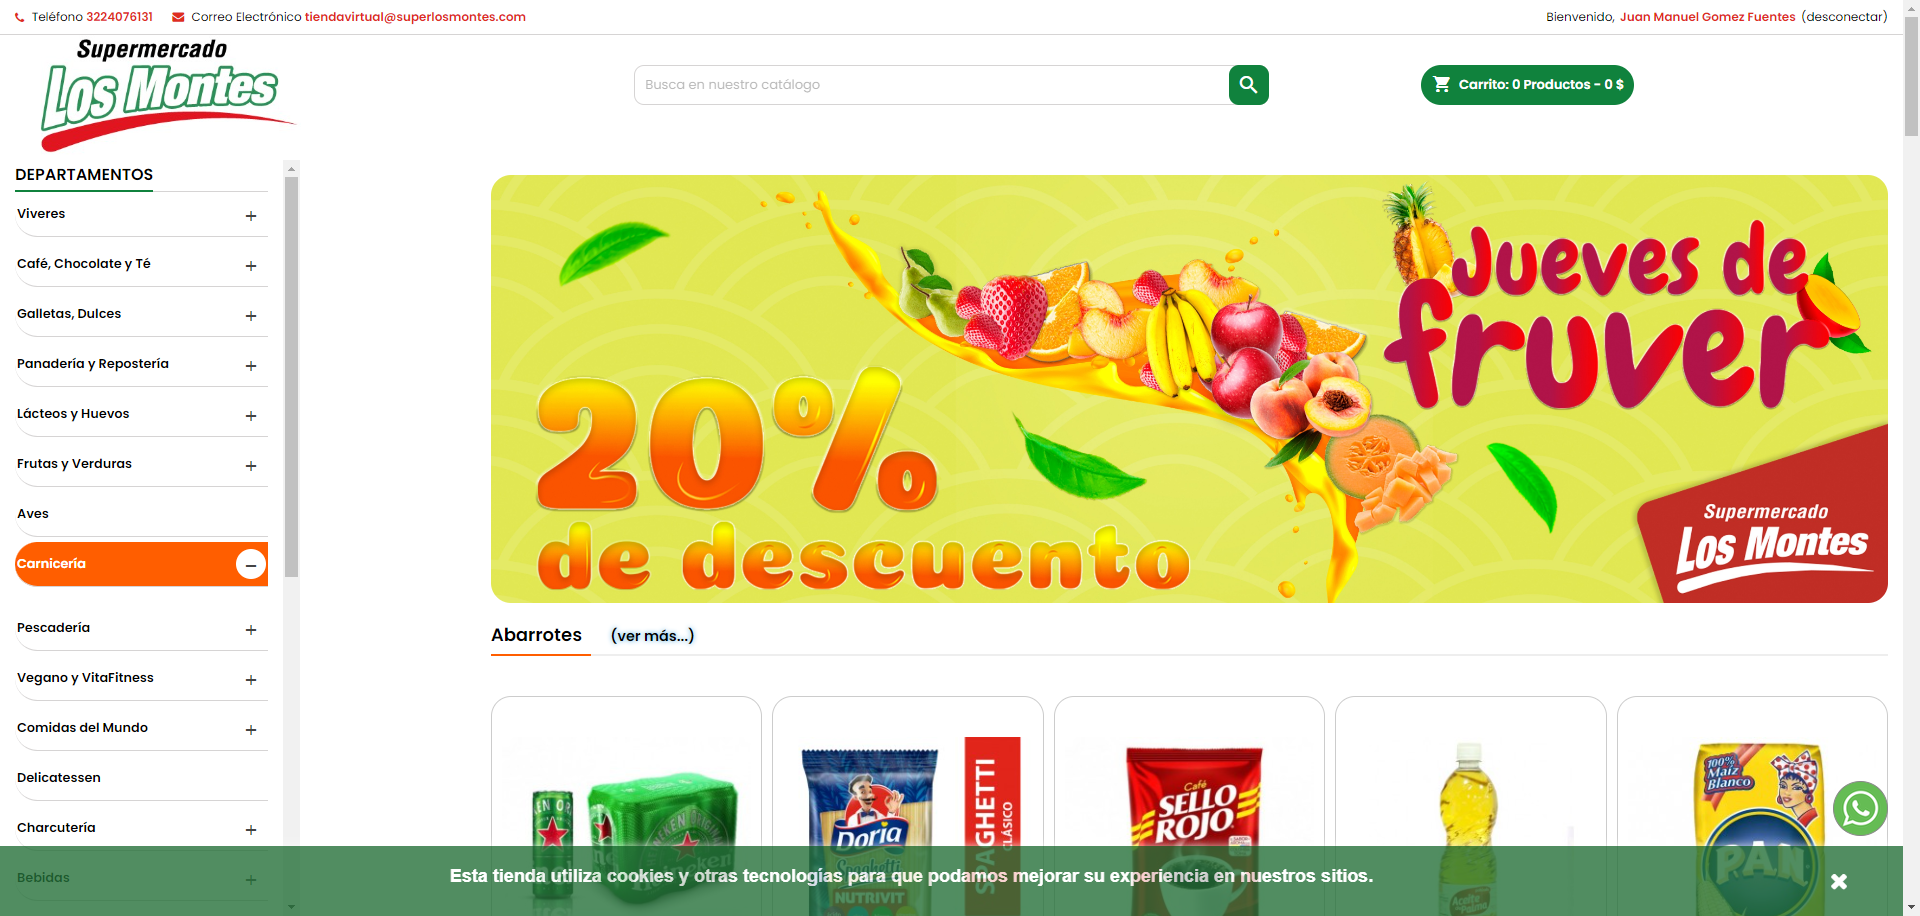 Teléfono 3224076131 Correo Electrónico tiendavirtual@superlosmontes.com
Bienvenido, Juan Manuel Gomez Fuentes (desconectar)
Supermercado
Los Montes
Busca en nuestro catálogo
Carrito: 0 Productos - 0 $
DEPARTAMENTOS
Viveres
Café, Chocolate y Té
Galletas, Dulces
Panadería y Repostería
Lácteos y Huevos
Frutas y Verduras
Aves
Carnicería
Pescadería
Vegano y VitaFitness
Comidas del Mundo
Delicatessen
Charcutería
Bebidas
Jueves de
fruver
20%
de descuento
Supermercado
Los Montes
Abarrotes (ver más...)
Doria
Spaghetti
NUTRIVIT
SPAGHETTI
CLÁSICO
Café
SELLO
ROJO
100%
Maíz
Blanco
PAN
Esta tienda utiliza cookies y otras tecnologías para que podamos mejorar su experiencia en nuestros sitios.